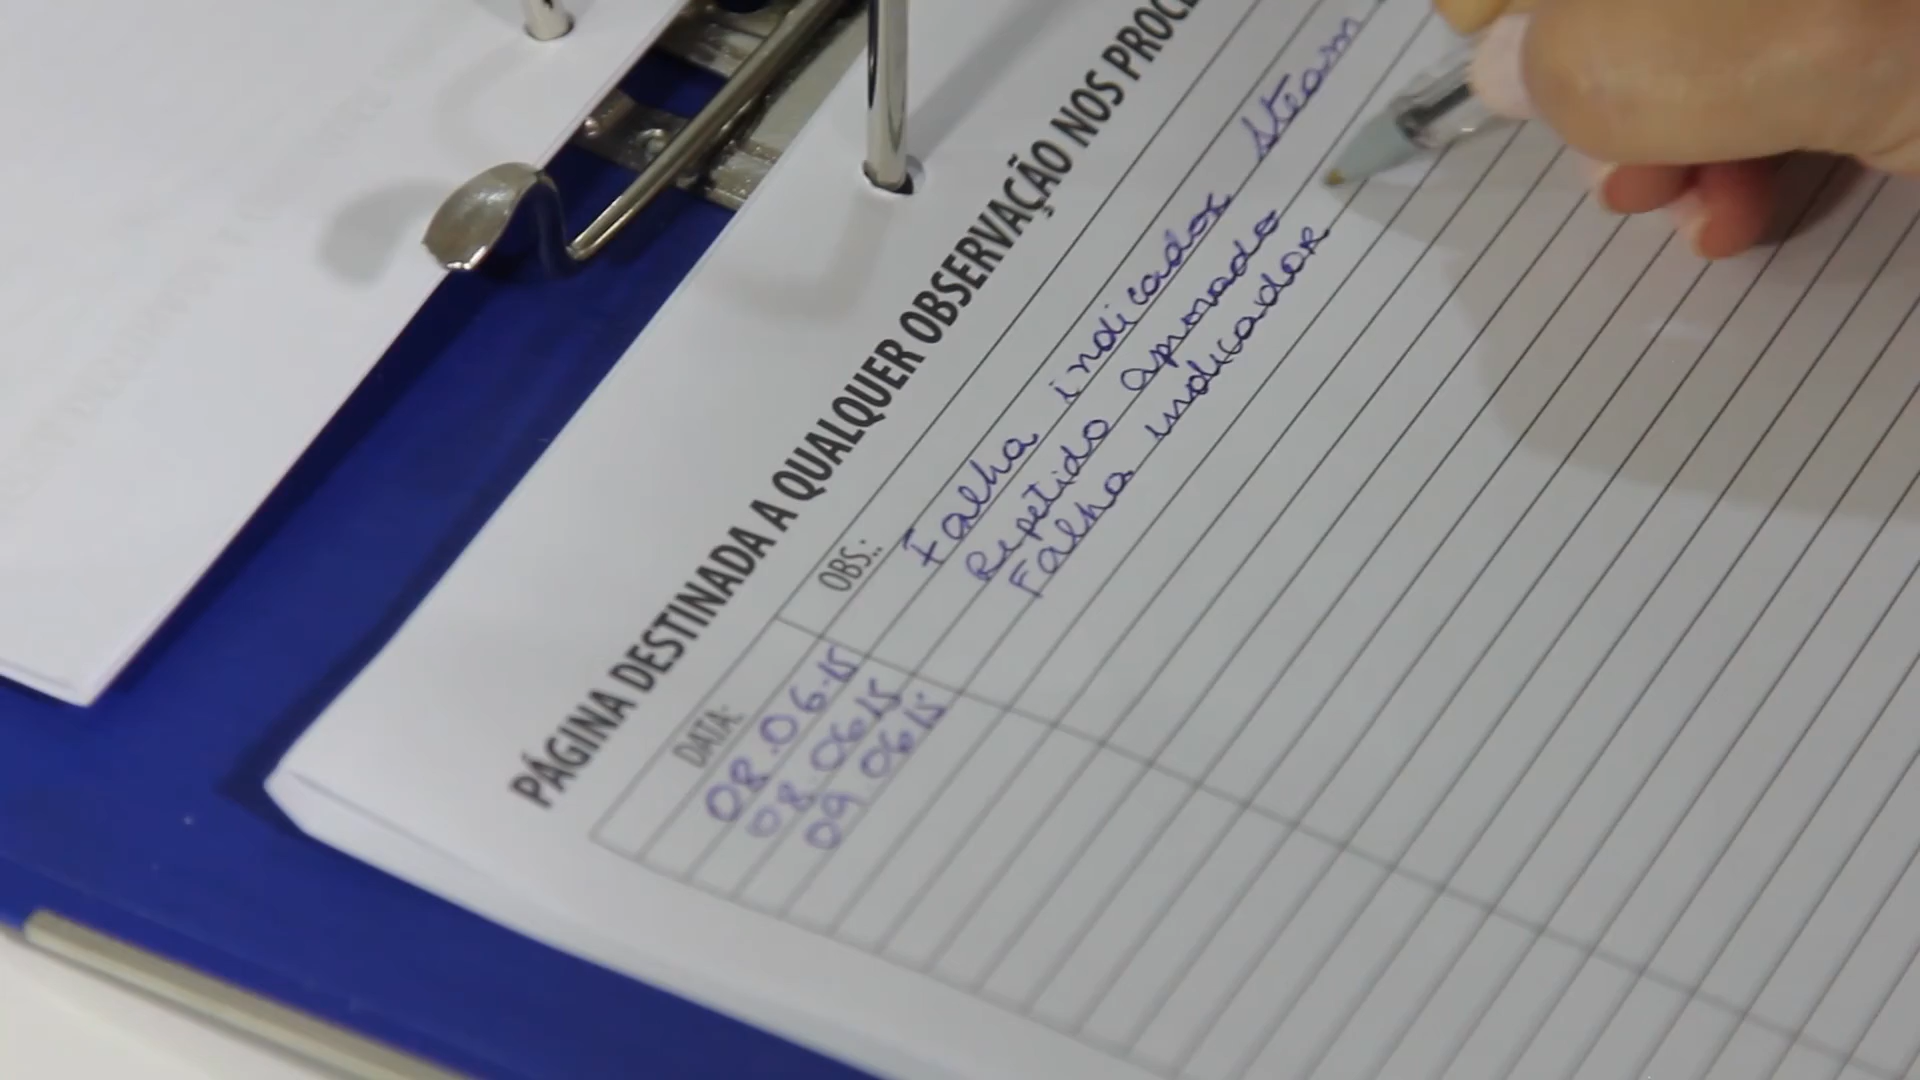 PÁGINA DESTINADA A QUALQUER OBSERVAÇÃO NOS PROCE
DATA: OBS.:
08.06.15 Falha indicador steam
08 06 15 Repetido aprovado
09 06 15 Falha indicador